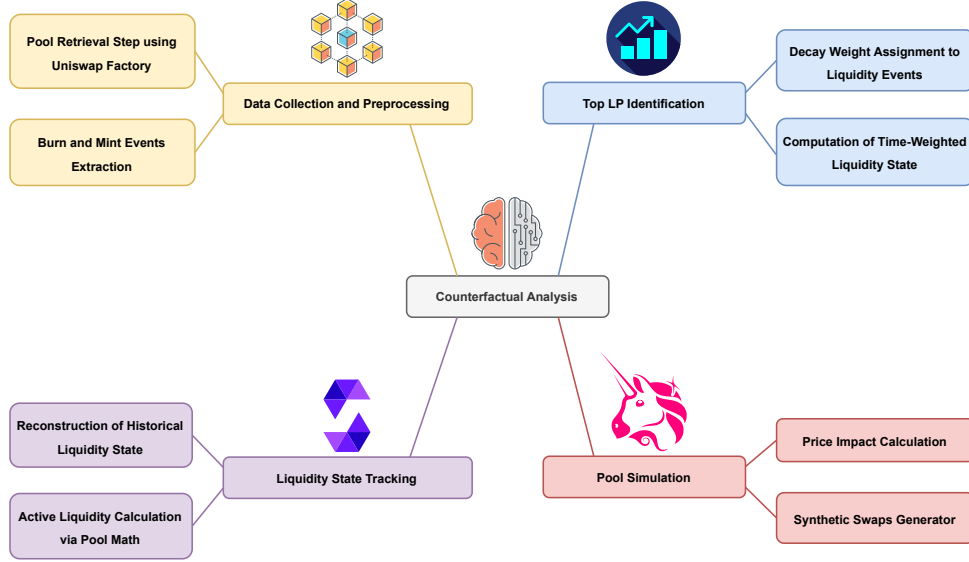 Pool Retrieval Step using
Uniswap Factory
Burn and Mint Events
Extraction
Data Collection and Preprocessing
Top LP Identification
Decay Weight Assignment to
Liquidity Events
Computation of Time-Weighted
Liquidity State
Counterfactual Analysis
Reconstruction of Historical
Liquidity State
Active Liquidity Calculation
via Pool Math
Liquidity State Tracking
Pool Simulation
Price Impact Calculation
Synthetic Swaps Generator